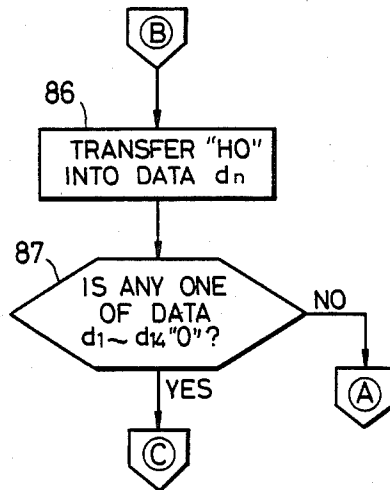 B
86
TRANSFER "HO"
INTO DATA dn
87
IS ANY ONE
OF DATA
d1~d14 "0"?
NO
A
YES
C